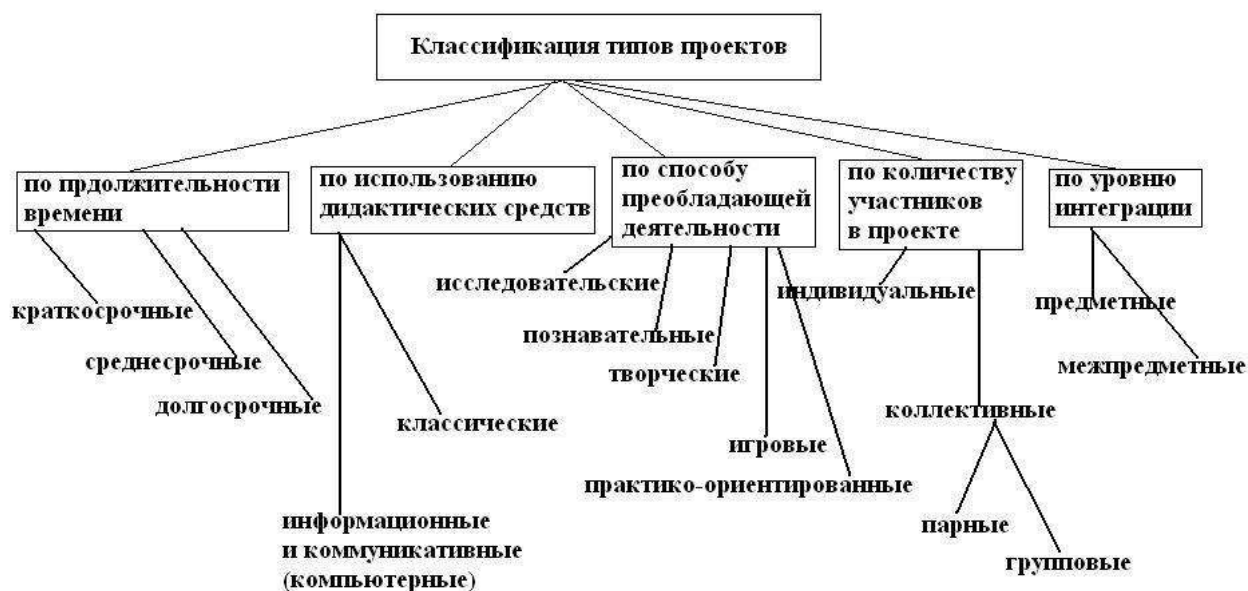 Классификация типов проектов
по прдолжительности
времени
по использованию
дидактических средств
по способу
преобладающей
деятельности
по количеству
участников
в проекте
по уровню
интеграции
исследовательские
индивидуальные
краткосрочные
предметные
познавательные
среднесрочные
творческие
межпредметные
долгосрочные
классические
коллективные
игровые
практико-ориентированные
информационные
и коммуникативные
(компьютерные)
парные
групповые